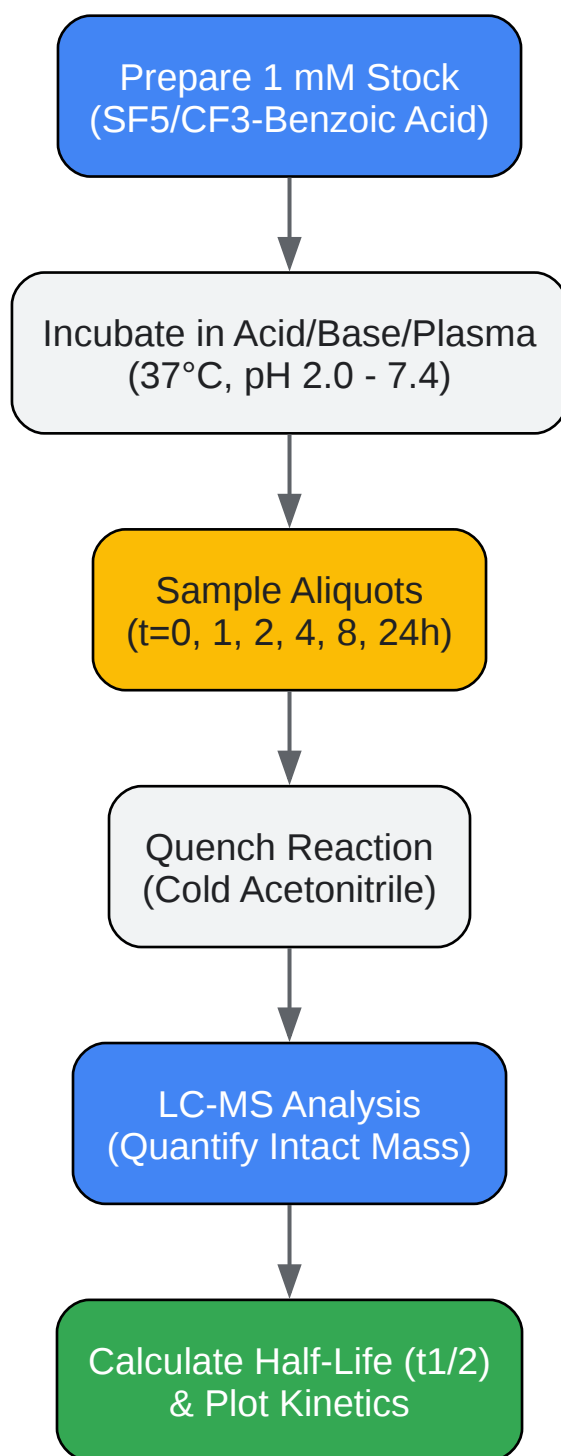 Prepare 1 mM Stock
(SF5/CF3-Benzoic Acid)
Incubate in Acid/Base/Plasma
(37°C, pH 2.0 - 7.4)
Sample Aliquots
(t=0, 1, 2, 4, 8, 24h)
Quench Reaction
(Cold Acetonitrile)
LC-MS Analysis
(Quantify Intact Mass)
Calculate Half-Life (t1/2)
& Plot Kinetics